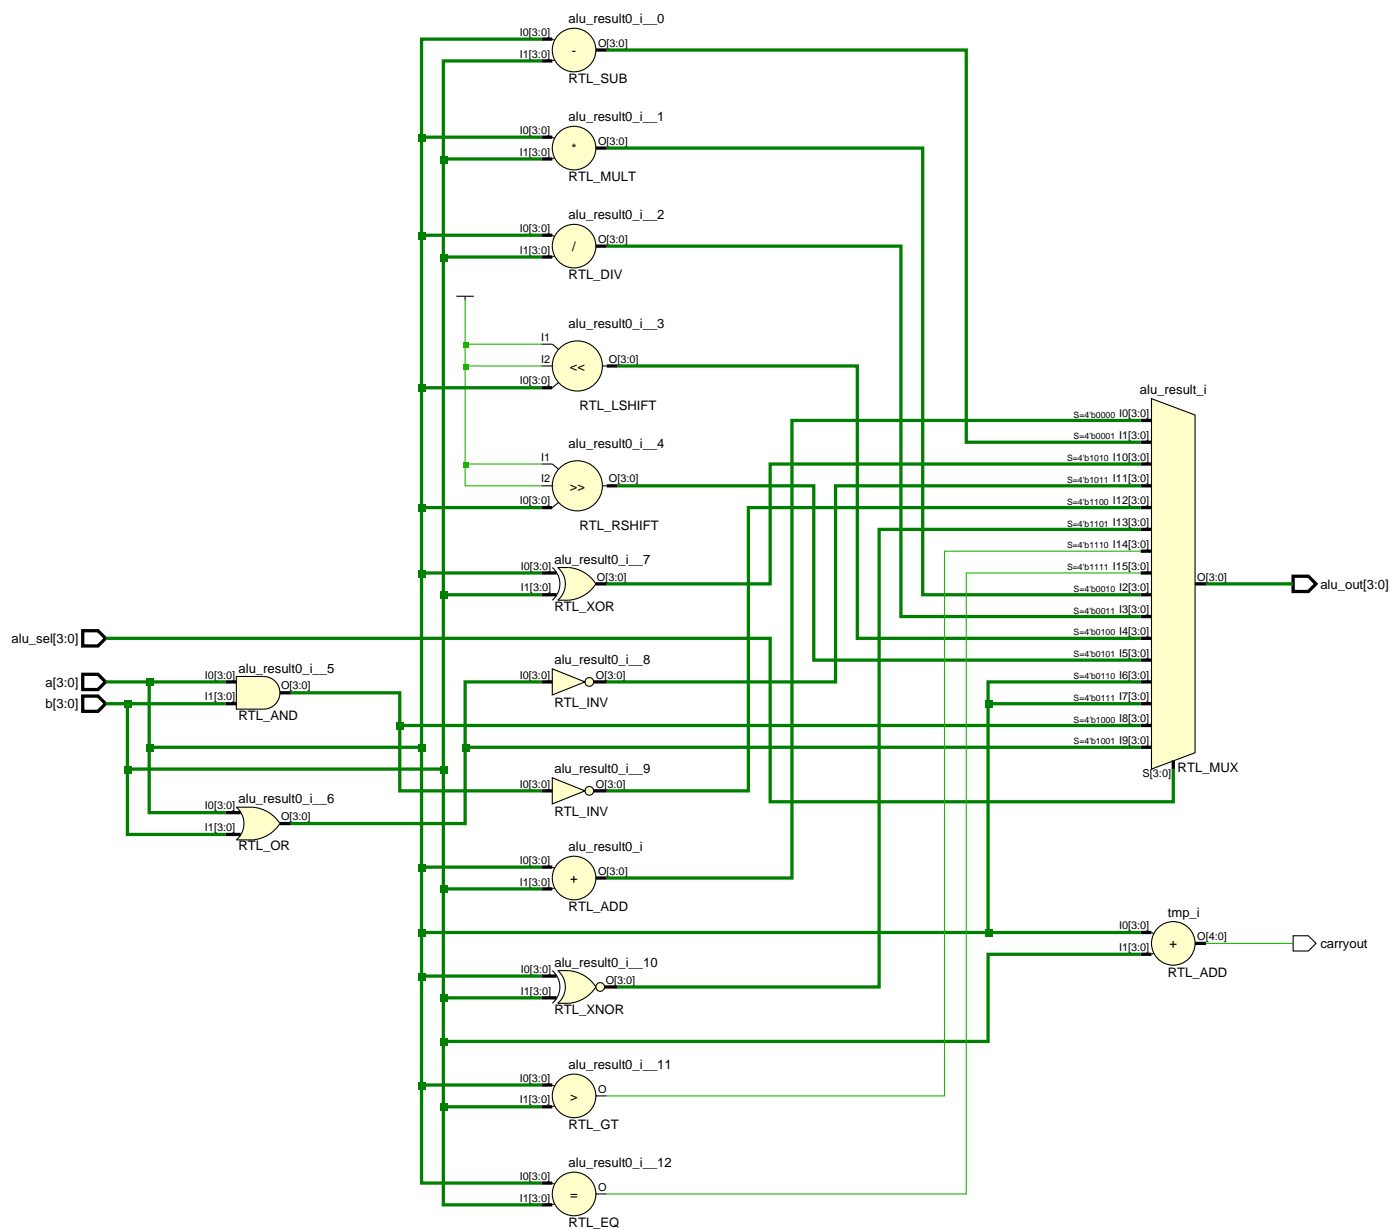 alu_result0_i__0
I0[3:0]
I1[3:0]
-
O[3:0]
RTL_SUB
alu_result0_i__1
I0[3:0]
I1[3:0]
*
O[3:0]
RTL_MULT
alu_result0_i__2
I0[3:0]
I1[3:0]
/
O[3:0]
RTL_DIV
alu_result0_i__3
I1
I2
I0[3:0]
<<
O[3:0]
RTL_LSHIFT
alu_result0_i__4
I1
I2
I0[3:0]
>>
O[3:0]
RTL_RSHIFT
alu_result0_i__7
I0[3:0]
I1[3:0]
O[3:0]
RTL_XOR
alu_sel[3:0]
a[3:0]
b[3:0]
alu_result0_i__5
I0[3:0]
I1[3:0]
O[3:0]
RTL_AND
alu_result0_i__8
I0[3:0]
O[3:0]
RTL_INV
alu_result0_i__9
I0[3:0]
O[3:0]
RTL_INV
alu_result0_i__6
I0[3:0]
I1[3:0]
O[3:0]
RTL_OR
alu_result0_i
I0[3:0]
I1[3:0]
+
O[3:0]
RTL_ADD
alu_result0_i__10
I0[3:0]
I1[3:0]
O[3:0]
RTL_XNOR
alu_result0_i__11
I0[3:0]
I1[3:0]
>
O
RTL_GT
alu_result0_i__12
I0[3:0]
I1[3:0]
=
O
RTL_EQ
alu_result_i
S=4'b0000 I0[3:0]
S=4'b0001 I1[3:0]
S=4'b1010 I10[3:0]
S=4'b1011 I11[3:0]
S=4'b1100 I12[3:0]
S=4'b1101 I13[3:0]
S=4'b1110 I14[3:0]
S=4'b1111 I15[3:0]
S=4'b0010 I2[3:0]
S=4'b0011 I3[3:0]
S=4'b0100 I4[3:0]
S=4'b0101 I5[3:0]
S=4'b0110 I6[3:0]
S=4'b0111 I7[3:0]
S=4'b1000 I8[3:0]
S=4'b1001 I9[3:0]
S[3:0]
RTL_MUX
O[3:0]
alu_out[3:0]
tmp_i
I0[3:0]
I1[3:0]
+
O[4:0]
RTL_ADD
carryout